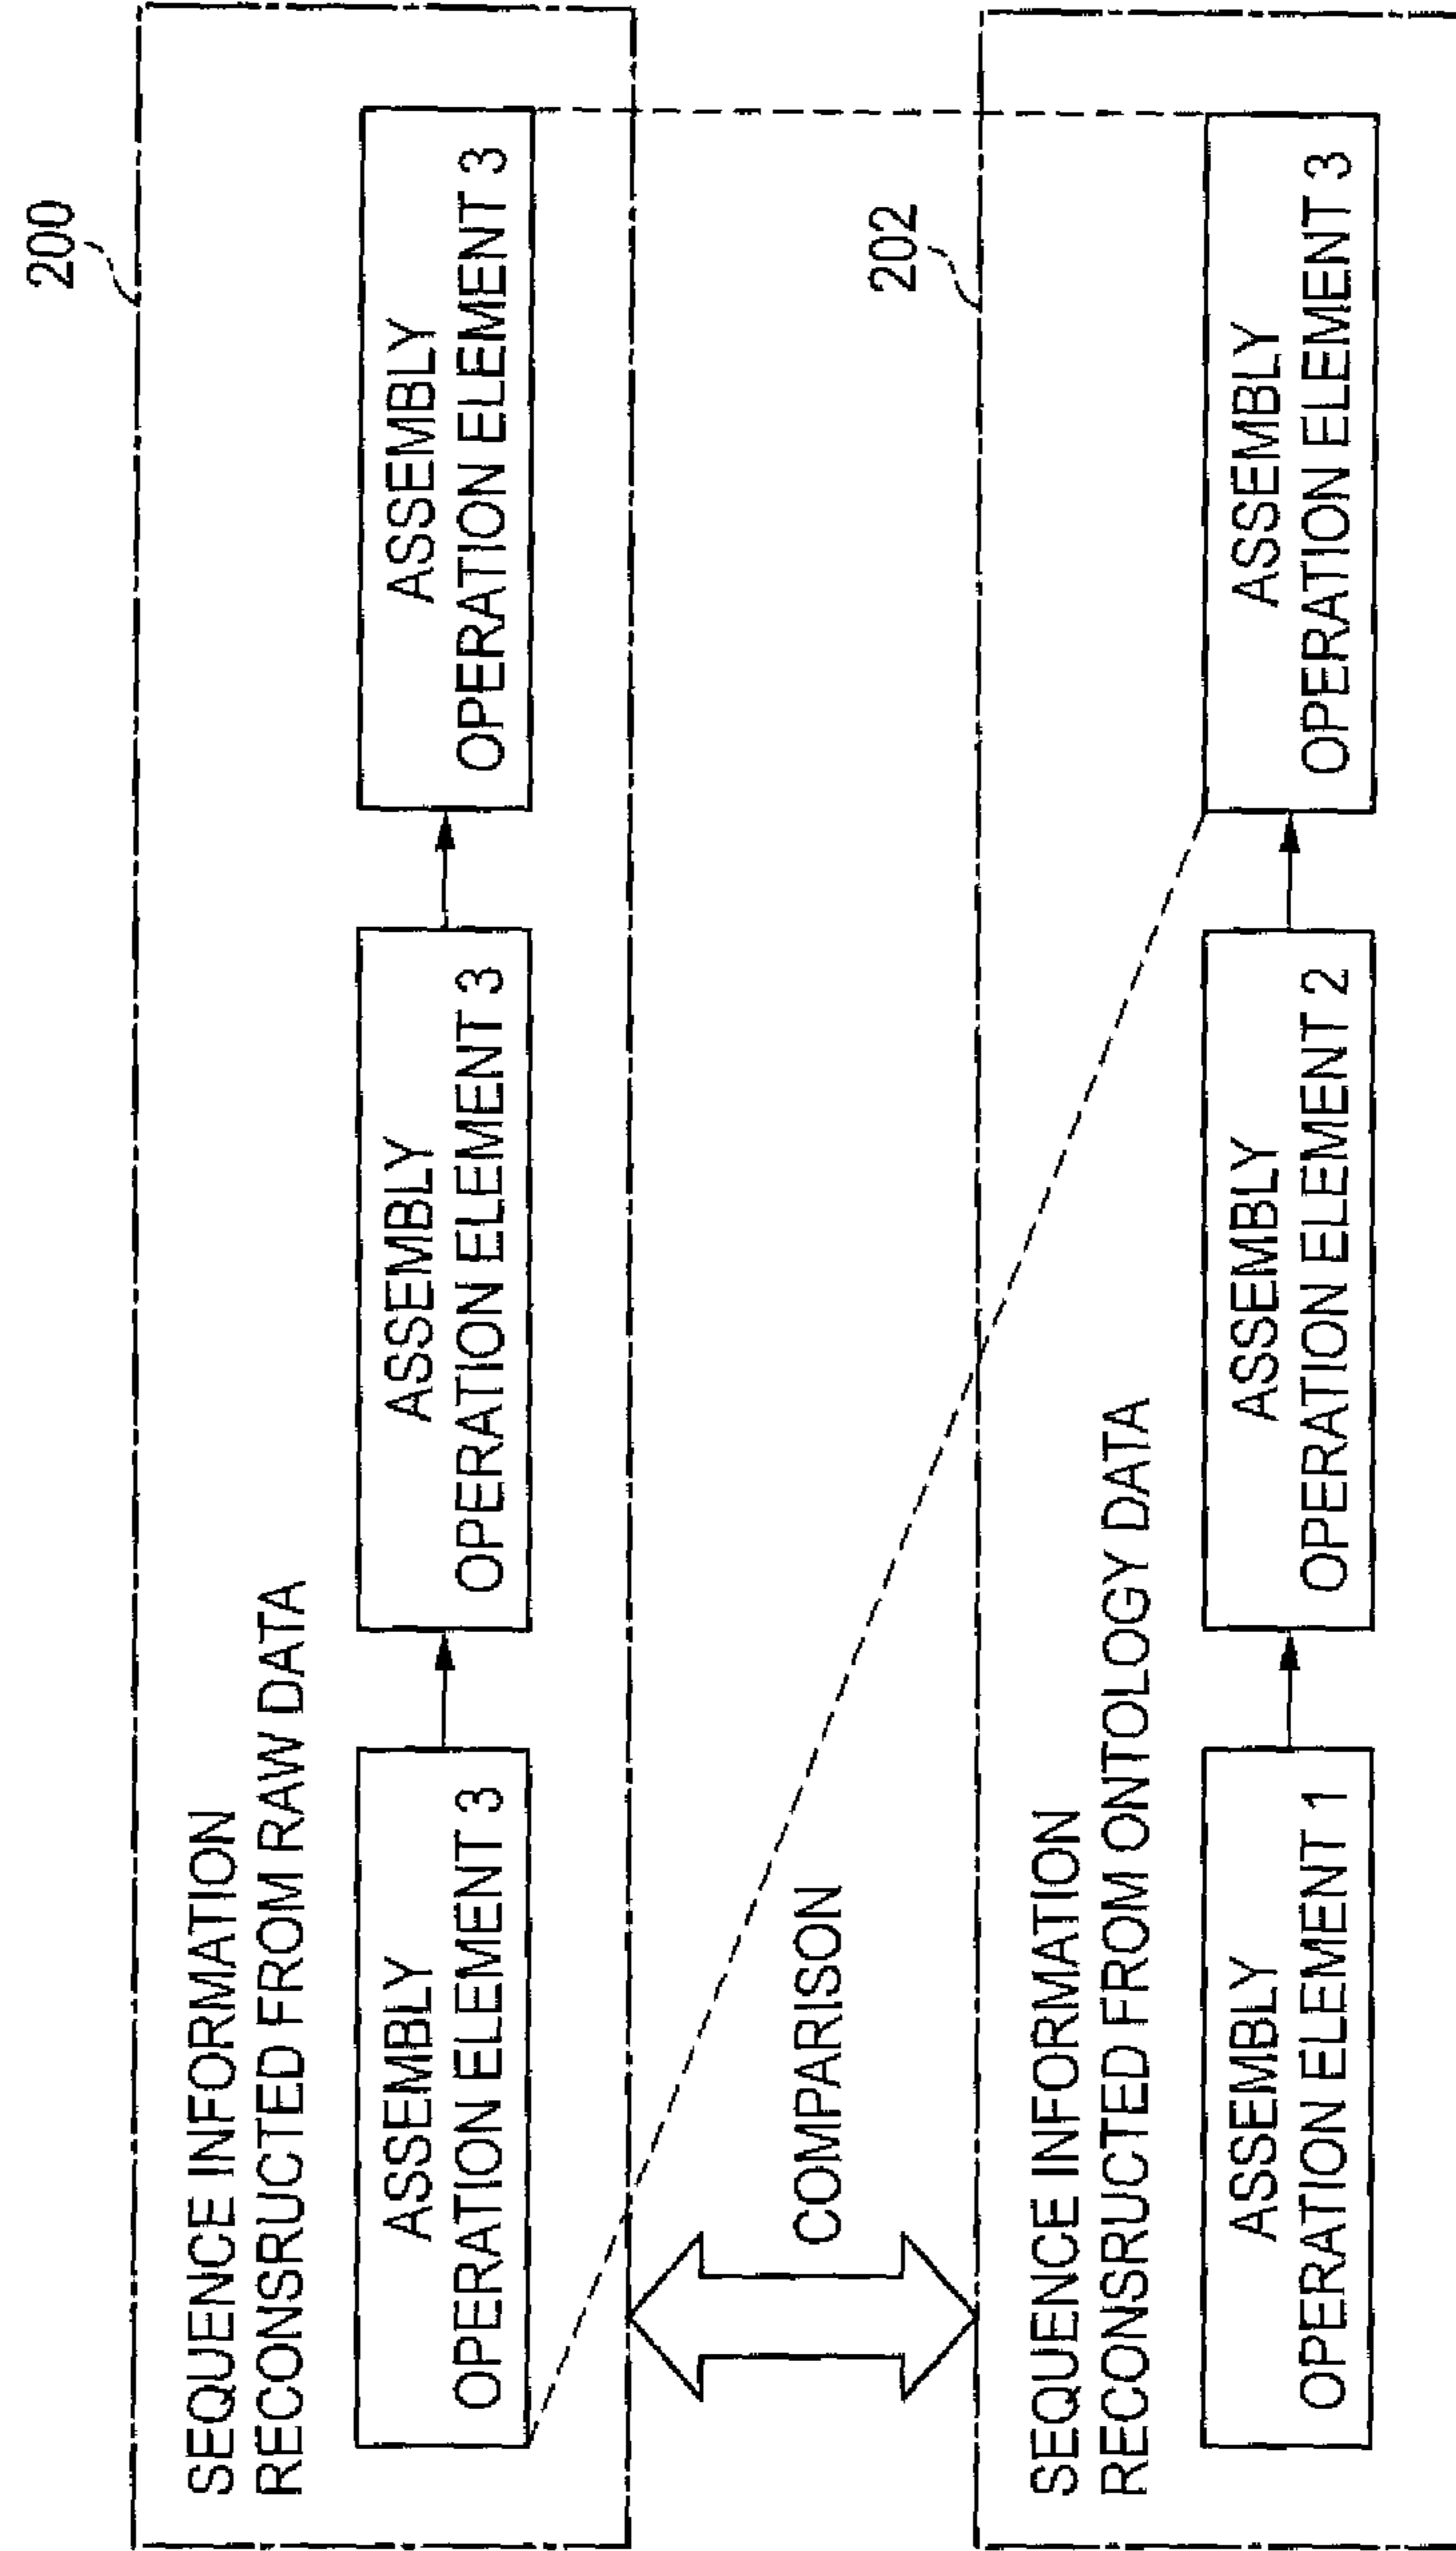 200
SEQUENCE INFORMATION
RECONSRUCTED FROM RAW DATA
ASSEMBLY
OPERATION ELEMENT 3
ASSEMBLY
OPERATION ELEMENT 3
ASSEMBLY
OPERATION ELEMENT 3
COMPARISON
202
SEQUENCE INFORMATION
RECONSRUCTED FROM ONTOLOGY DATA
ASSEMBLY
OPERATION ELEMENT 1
ASSEMBLY
OPERATION ELEMENT 2
ASSEMBLY
OPERATION ELEMENT 3